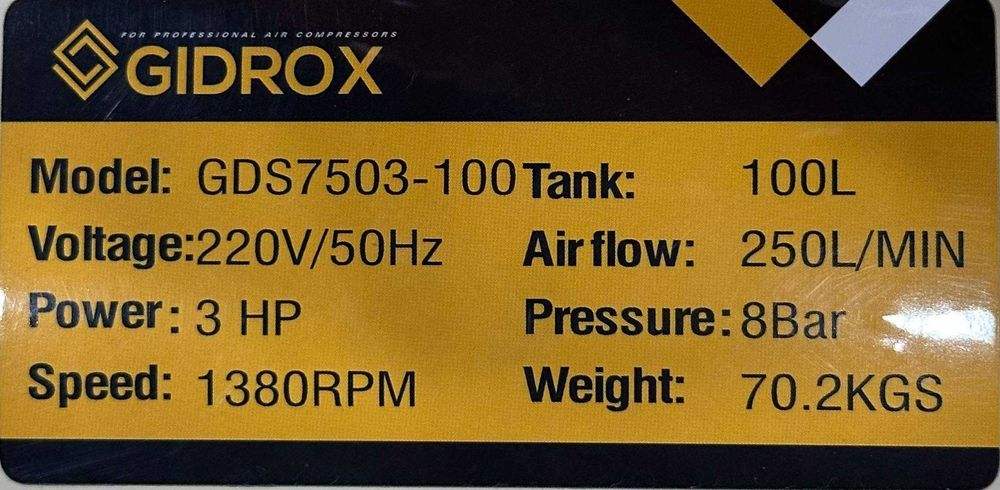 FOR PROFESSIONAL AIR COMPRESSORS
GIDROX
Model: GDS7503-100 Tank: 100L
Voltage:220V/50Hz Air flow: 250L/MIN
Power: 3 HP Pressure: 8Bar
Speed: 1380RPM Weight: 70.2KGS